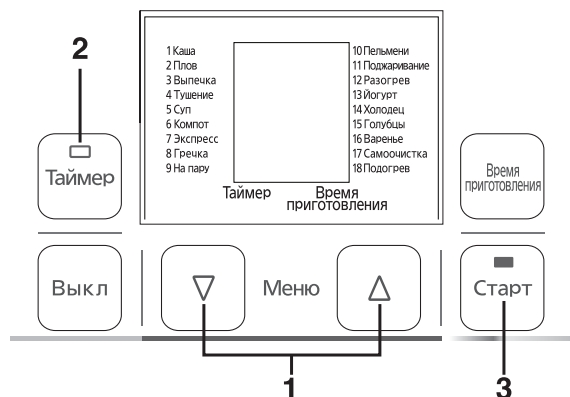 2
1 Каша
2 Плов
3 Выпечка
4 Тушение
5 Суп
6 Компот
7 Экспресс
8 Гречка
9 На пару
10 Пельмени
11 Поджаривание
12 Разогрев
13 Йогурт
14 Холодец
15 Голубцы
16 Варенье
17 Самоочистка
18 Подогрев
Таймер
Время
приготовления
Таймер
Время
приготовления
Выкл
Меню
Старт
1
3